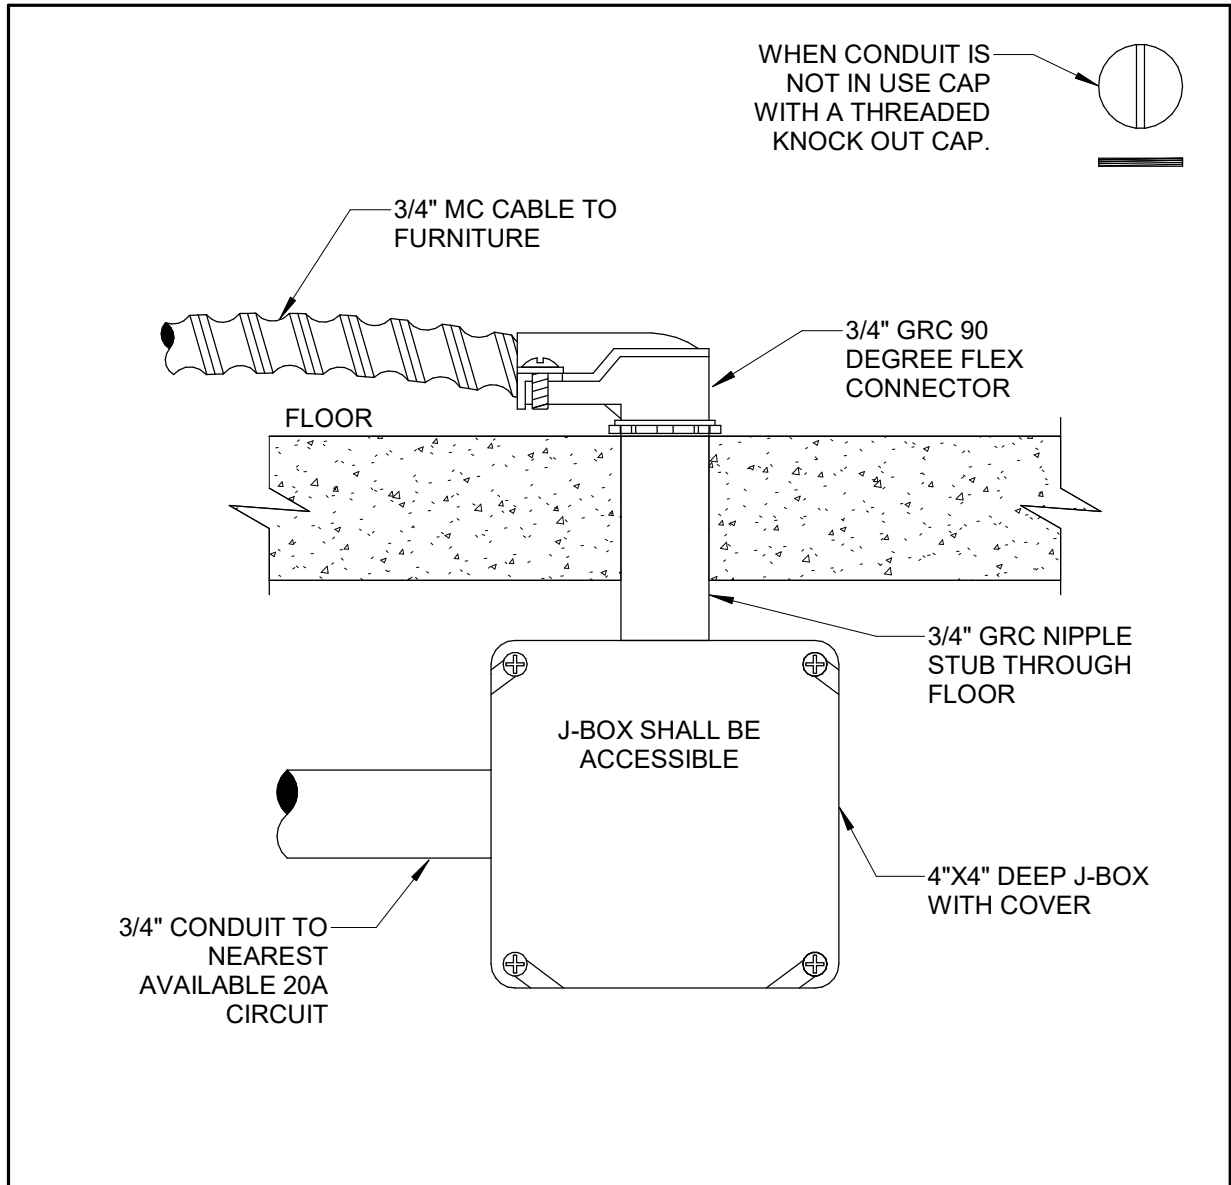 WHEN CONDUIT IS
NOT IN USE CAP
WITH A THREADED
KNOCK OUT CAP.
3/4" MC CABLE TO
FURNITURE
3/4" GRC 90
DEGREE FLEX
CONNECTOR
FLOOR
3/4" GRC NIPPLE
STUB THROUGH
FLOOR
J-BOX SHALL BE
ACCESSIBLE
4"X4" DEEP J-BOX
WITH COVER
3/4" CONDUIT TO
NEAREST
AVAILABLE 20A
CIRCUIT